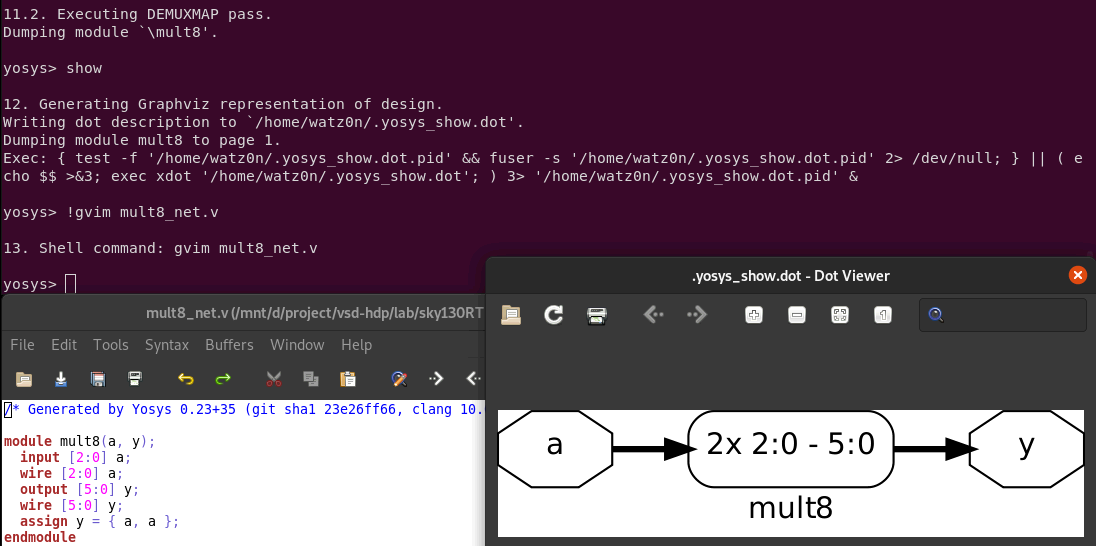 11.2. Executing DEMUXMAP pass.
Dumping module `\mult8'.
yosys> show
12. Generating Graphviz representation of design.
Writing dot description to `/home/watz0n/.yosys_show.dot'.
Dumping module mult8 to page 1.
Exec: { test -f '/home/watz0n/.yosys_show.dot.pid' && fuser -s '/home/watz0n/.yosys_show.dot.pid' 2> /dev/null; } || ( e
cho $$ >&3; exec xdot '/home/watz0n/.yosys_show.dot'; ) 3> '/home/watz0n/.yosys_show.dot.pid' &
yosys> !gvim mult8_net.v
13. Shell command: gvim mult8_net.v
yosys>
mult8_net.v (/mnt/d/project/vsd-hdp/lab/sky130RT
File Edit Tools Syntax Buffers Window Help
/* Generated by Yosys 0.23+35 (git sha1 23e26ff66, clang 10.
module mult8(a, y);
  input [2:0] a;
  wire [2:0] a;
  output [5:0] y;
  wire [5:0] y;
  assign y = { a, a };
endmodule
.yosys_show.dot - Dot Viewer
a
2x 2:0 - 5:0
y
mult8